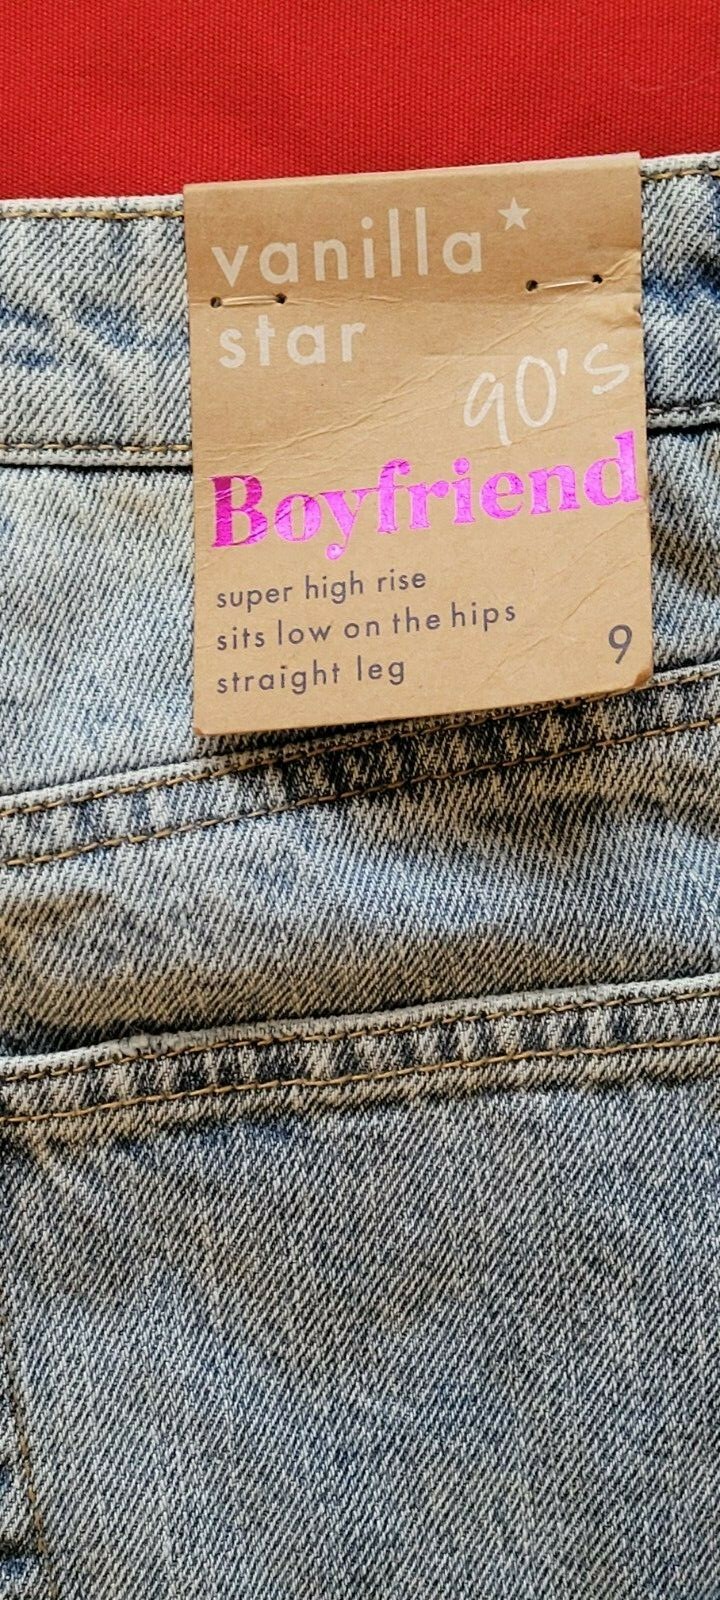 vanilla★
star
90's
Boyfriend
super high rise
sits low on the hips
straight leg
9